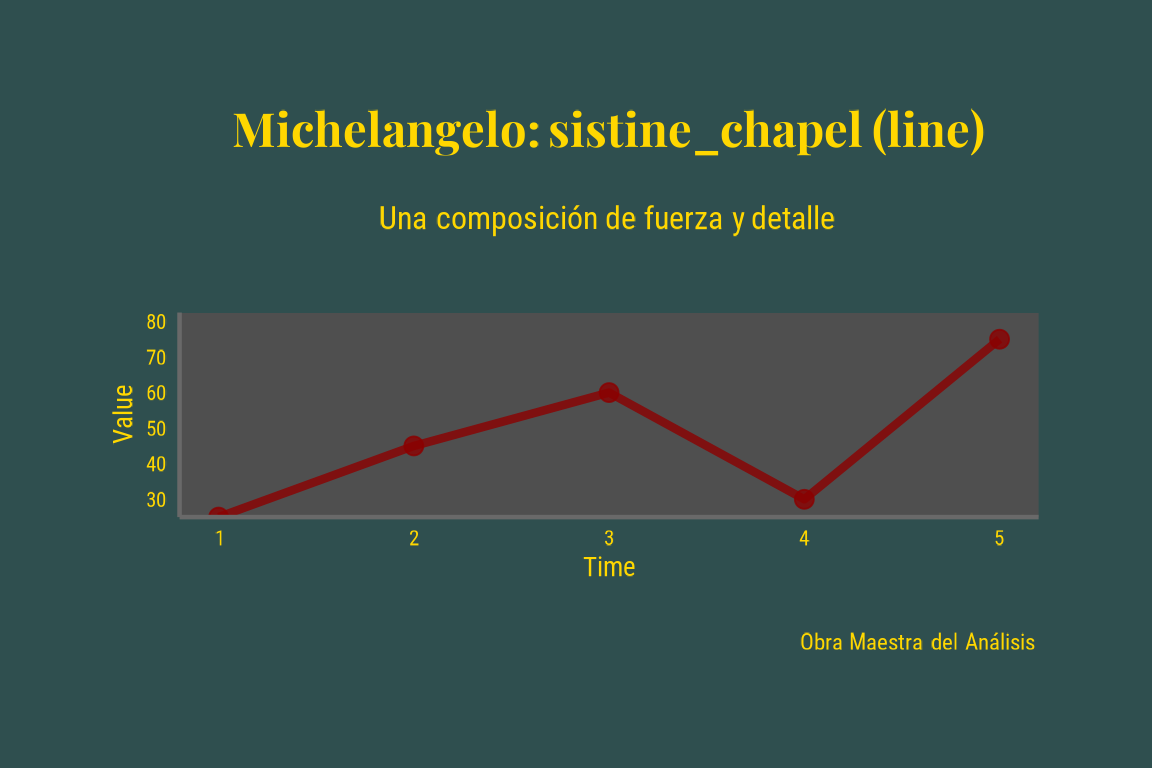 Michelangelo: sistine_chapel (line)
Una composición de fuerza y detalle
80
70
60
50
40
30
Value
1 2 3 4 5
Time
Obra Maestra del Análisis